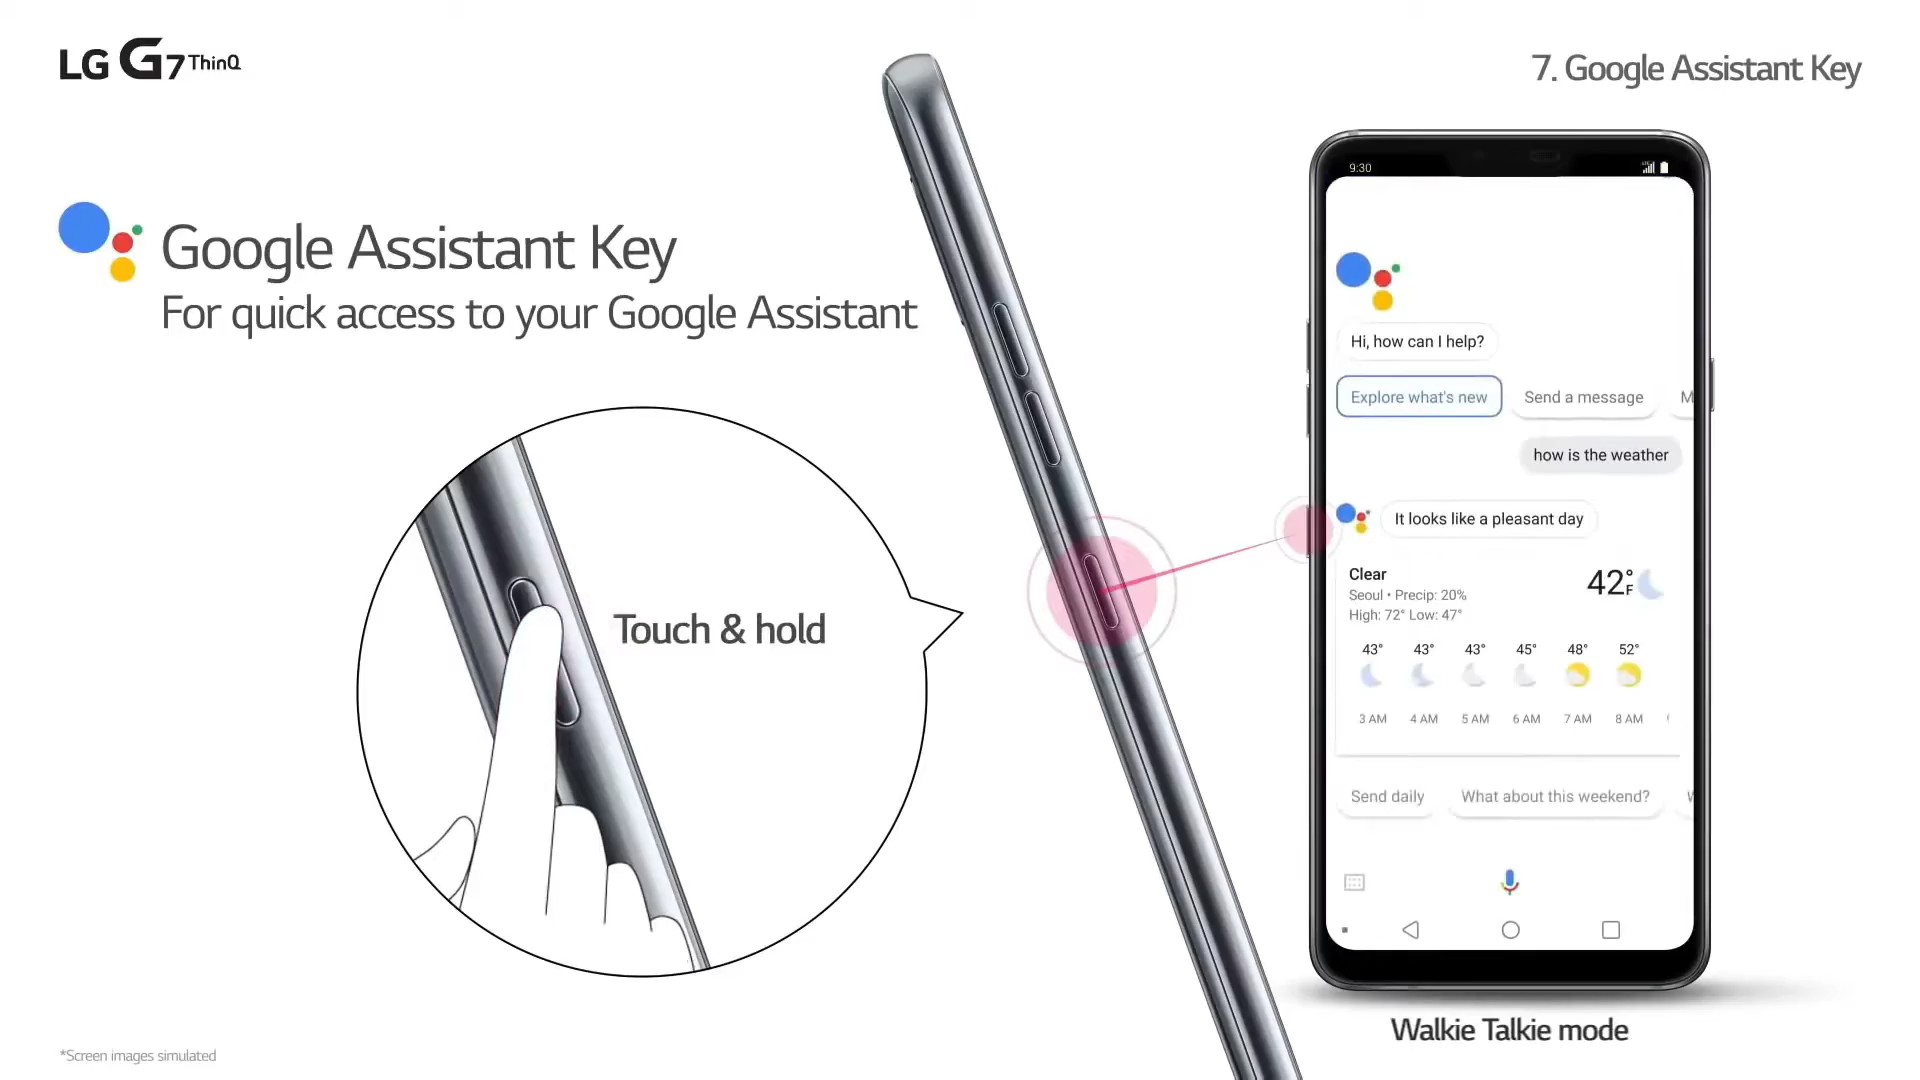 LG G7 ThinQ
7. Google Assistant Key
Google Assistant Key
For quick access to your Google Assistant
Touch & hold
9:30
Hi, how can I help?
Explore what's new
Send a message
M
how is the weather
It looks like a pleasant day
Clear
Seoul • Precip: 20%
High: 72° Low: 47°
42°F
43° 43° 43° 45° 48° 52°
3 AM 4 AM 5 AM 6 AM 7 AM 8 AM
Send daily
What about this weekend?
Walkie Talkie mode
*Screen images simulated